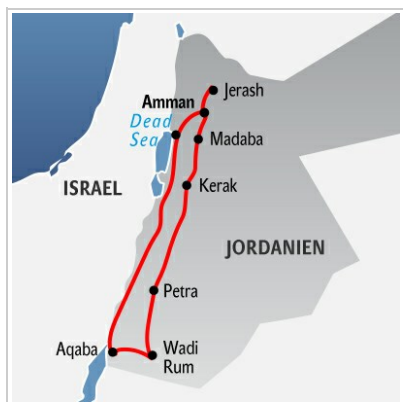 Jerash
Amman
Dead
Sea
Madaba
ISRAEL
Kerak
JORDANIEN
Petra
Aqaba
Wadi
Rum